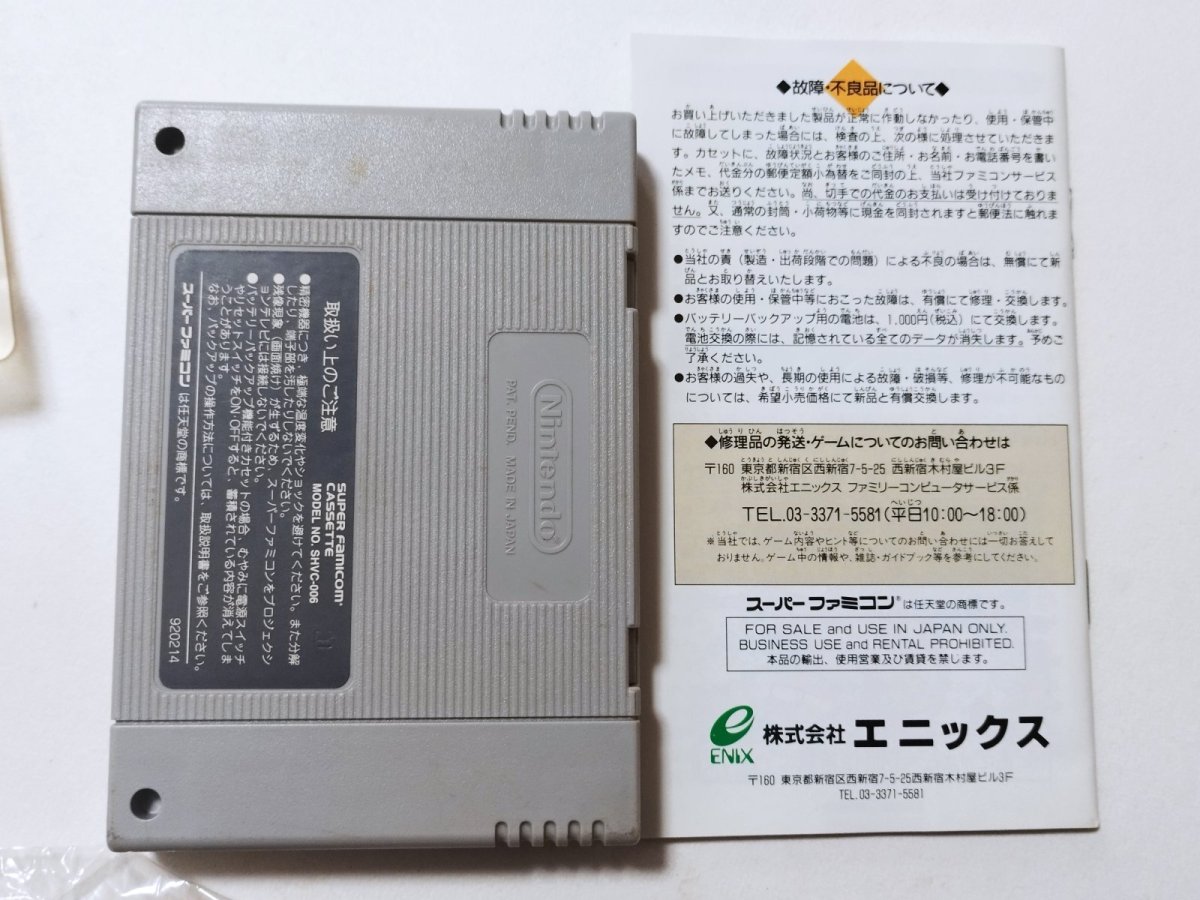 取扱い上のご注意
SUPER FAMICOM®
CASSETTE
MODEL NO. SHVC-006
●精密機器につき、極端な温度変化やショックを避けてください。また分解
したり、端子部を汚したりしないでください。
●残像現象（画面焼け）が生ずるため、スーパーファミコンをプロジェクシ
ョンテレビには接続しないでください。
●バッテリーバックアップ機能付きカセットの場合、むやみに電源スイッチ
やリセットスイッチをON・OFFすると、蓄積されている内容が消えてしま
うことがあります。
なお、バックアップの操作方法については、取扱説明書をご参照ください。
スーパーファミコンは任天堂の商標です。
920214
Nintendo
PAT. PEND. MADE IN JAPAN
◆故障・不良品について◆
お買い上げいただきました製品が正常に作動しなかったり、使用・保管中
に故障してしまった場合には、検査の上、次の様に処理させていただきま
す。カセットに、故障状況とお客様のご住所・お名前・お電話番号を書い
たメモ、代金分の郵便定額小為替をご同封の上、当社ファミコンサービス
係までお送りください。尚、切手での代金のお支払いは受け付けておりま
せん。又、通常の封筒・小荷物等に現金を同封されますと郵便法に触れま
すのでご注意ください。
●当社の責（製造・出荷段階での問題）による不良の場合は、無償にて新
品とお取り替えいたします。
●お客様の使用・保管中等におこった故障は、有償にて修理・交換します。
●バッテリーバックアップ用の電池は、1,000円(税込）にて交換します。
電池交換の際には、記憶されている全てのデータが消失します。予めご
了承ください。
●お客様の過失や、長期の使用による故障・破損等、修理が不可能なもの
については、希望小売価格にて新品と有償交換します。
◆修理品の発送・ゲームについてのお問い合わせは
〒160 東京都新宿区西新宿7-5-25 西新宿木村屋ビル3F
株式会社エニックス ファミリーコンピュータサービス係
TEL.03-3371-5581(平日10:00〜18:00)
※当社では、ゲーム内容やヒント等についてのお問い合わせには一切お答えして
おりません。ゲーム中の情報や、雑誌・ガイドブック等を参考にしてください。
スーパーファミコン®は任天堂の商標です。
FOR SALE and USE IN JAPAN ONLY.
BUSINESS USE and RENTAL PROHIBITED.
本品の輸出、使用営業及び賃貸を禁じます。
ENIX 株式会社 エニックス
〒160 東京都新宿区西新宿7-5-25西新宿木村屋ビル3F
TEL.03-3371-5581